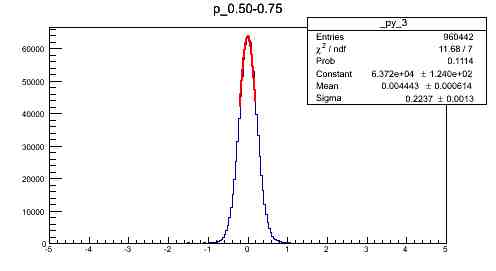 p_0.50-0.75
_py_3
Entries 960442
χ² / ndf 11.68 / 7
Prob 0.1114
Constant 6.372e+04 ± 1.240e+02
Mean 0.004443 ± 0.000614
Sigma 0.2237 ± 0.0013
60000
50000
40000
30000
20000
10000
0
-5 -4 -3 -2 -1 0 1 2 3 4 5